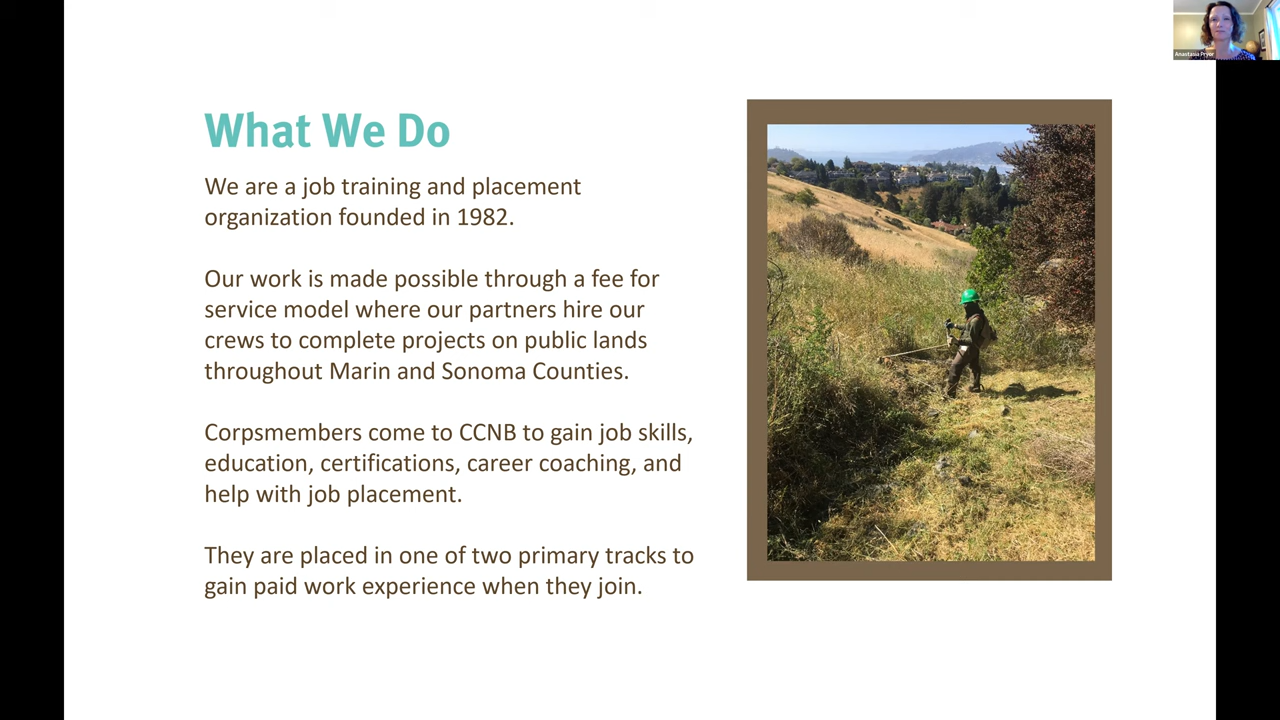 Anastasia Pryor
What We Do
We are a job training and placement
organization founded in 1982.
Our work is made possible through a fee for
service model where our partners hire our
crews to complete projects on public lands
throughout Marin and Sonoma Counties.
Corpsmembers come to CCNB to gain job skills,
education, certifications, career coaching, and
help with job placement.
They are placed in one of two primary tracks to
gain paid work experience when they join.